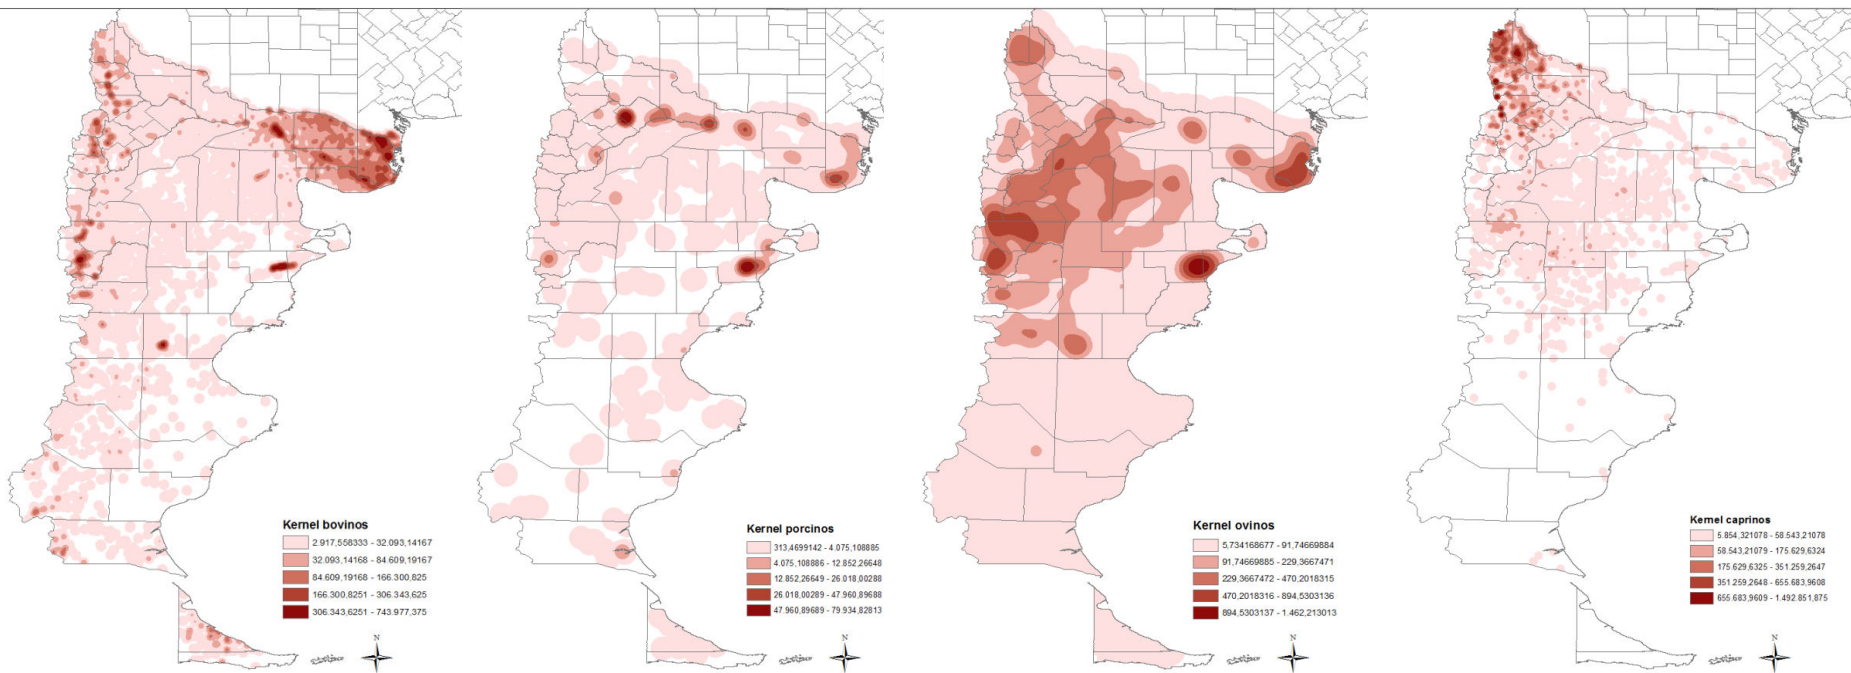 Kernel bovinos
2.917,558333 - 32.093,14167
32.093,14168 - 84.609,19167
84.609,19168 - 166.300,825
166.300,8251 - 306.343,625
306.343,6251 - 743.977,375
N
Kernel porcinos
313,4699142 - 4.075,108885
4.075,108886 - 12.852,26648
12.852,26649 - 26.018,00288
26.018,00289 - 47.960,89688
47.960,89689 - 79.934,82813
N
Kernel ovinos
5,734168677 - 91,74669884
91,74669885 - 229,3667471
229,3667472 - 470,2018315
470,2018316 - 894,5303136
894,5303137 - 1.462,213013
N
Kernel caprinos
5.854,321078 - 58.543,21078
58.543,21079 - 175.629,6324
175.629,6325 - 351.259,2647
351.259,2648 - 655.683,9608
655.683,9609 - 1.492.851,875
N